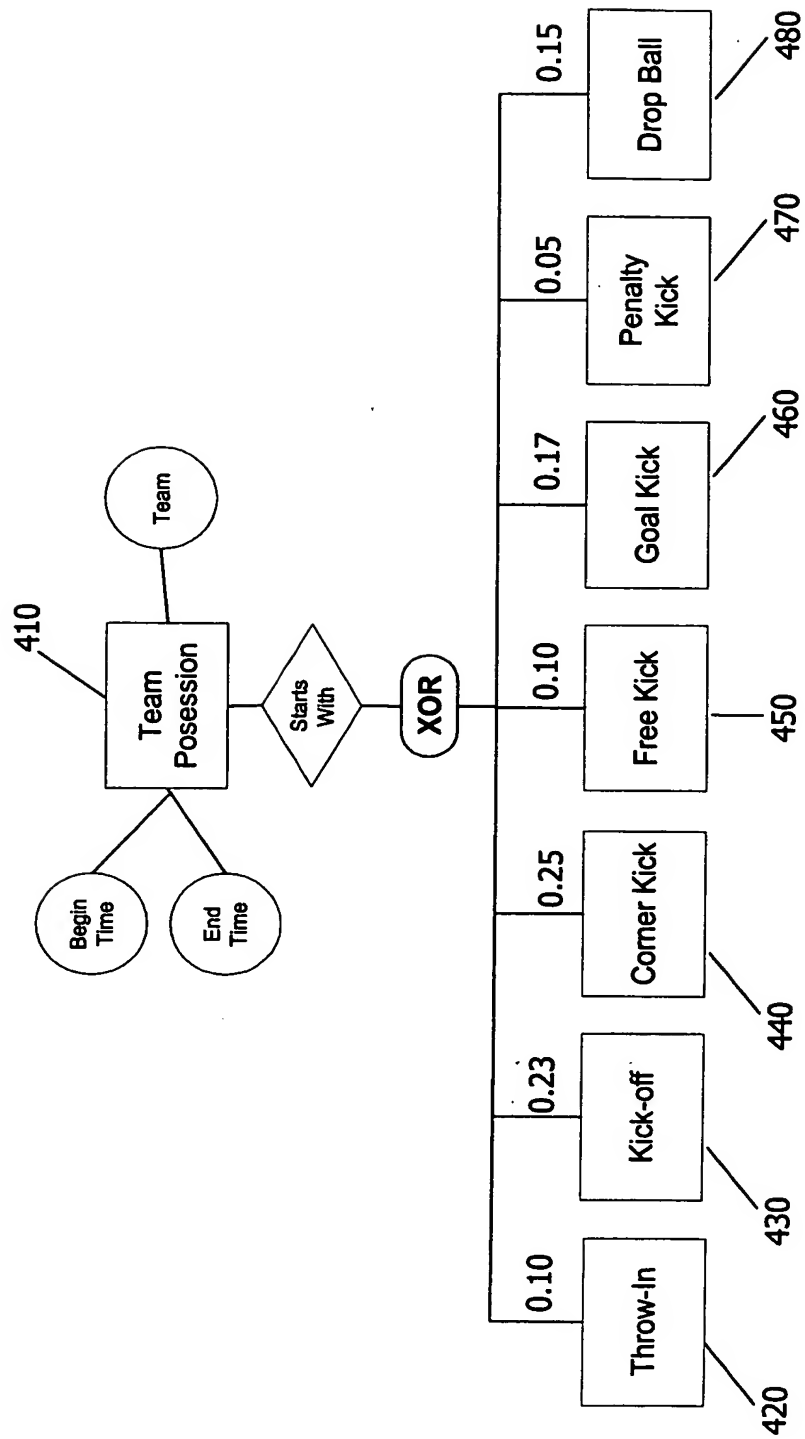 410
Team
Posession
Begin
Time
End
Time
Team
Starts
With
XOR
0.10
0.23
0.25
0.10
0.17
0.05
0.15
Throw-In
Kick-off
Corner Kick
Free Kick
Goal Kick
Penalty
Kick
Drop Ball
420
430
440
450
460
470
480